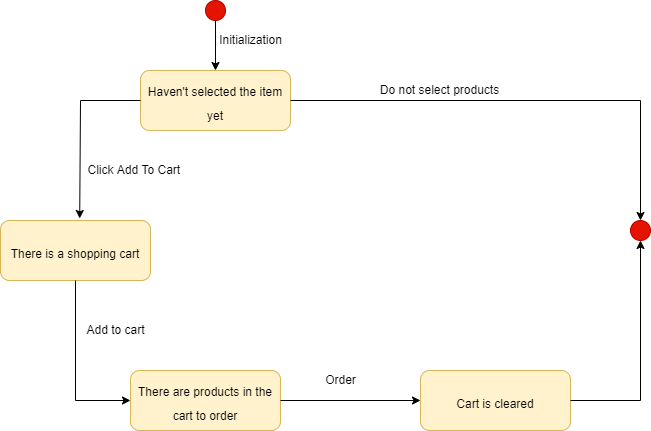 Initialization
Haven't selected the item
yet
Do not select products
Click Add To Cart
There is a shopping cart
Add to cart
There are products in the
cart to order
Order
Cart is cleared